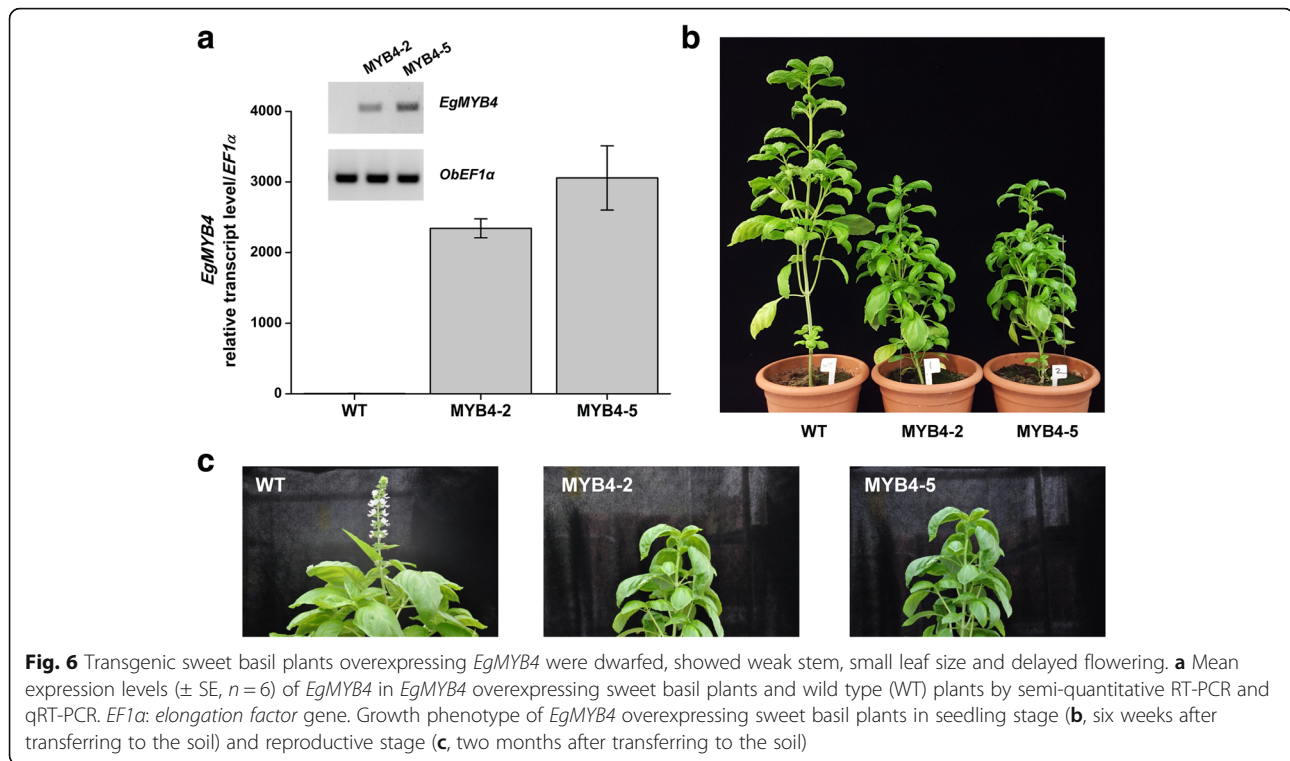 a
MYB4-2
MYB4-5
EgMYB4
ObEF1α
EgMYB4
relative transcript level/EF1α
4000
3000
2000
1000
0
WT
MYB4-2
MYB4-5
b
1
2
WT
MYB4-2
MYB4-5
c
WT
MYB4-2
MYB4-5
Fig. 6 Transgenic sweet basil plants overexpressing EgMYB4 were dwarfed, showed weak stem, small leaf size and delayed flowering. a Mean
expression levels (± SE, n = 6) of EgMYB4 in EgMYB4 overexpressing sweet basil plants and wild type (WT) plants by semi-quantitative RT-PCR and
qRT-PCR. EF1α: elongation factor gene. Growth phenotype of EgMYB4 overexpressing sweet basil plants in seedling stage (b, six weeks after
transferring to the soil) and reproductive stage (c, two months after transferring to the soil)